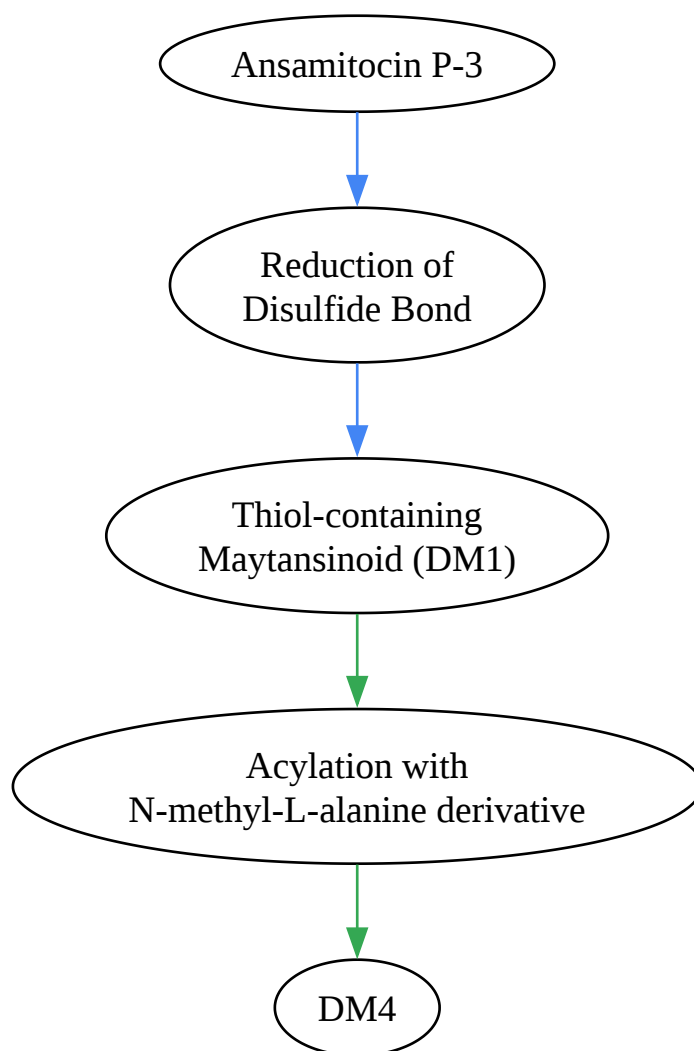 Ansamitocin P-3
Reduction of
Disulfide Bond
Thiol-containing
Maytansinoid (DM1)
Acylation with
N-methyl-L-alanine derivative
DM4